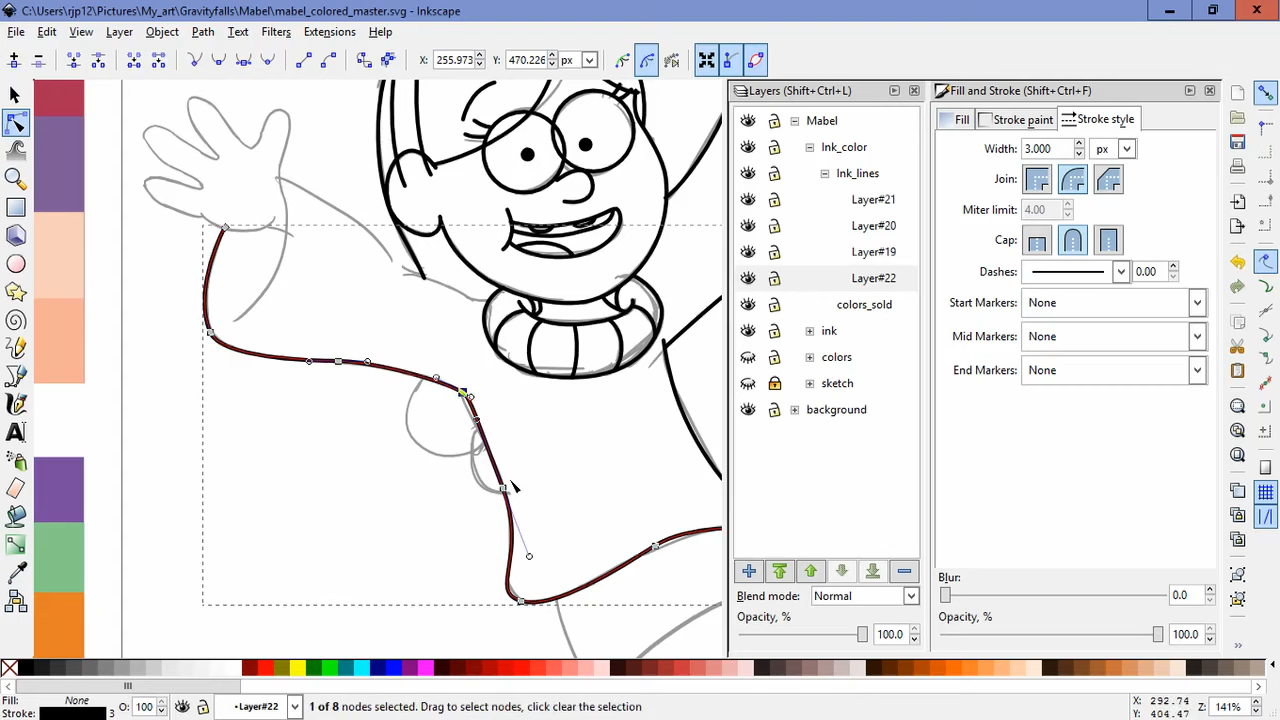 C:\Users\rjp12\Pictures\My_art\Gravityfalls\Mabel\mabel_colored_master.svg - Inkscape
File Edit View Layer Object Path Text Filters Extensions Help
X: 255.973 Y: 470.226 px
Layers (Shift+Ctrl+L)
Mabel
Ink_color
Ink_lines
Layer#21
Layer#20
Layer#19
Layer#22
colors_sold
ink
colors
sketch
background
Blend mode: Normal
Opacity, %
100.0
Fill and Stroke (Shift+Ctrl+F)
Fill Stroke paint Stroke style
Width: 3.000 px
Join:
Miter limit: 4.00
Cap:
Dashes: 0.00
Start Markers: None
Mid Markers: None
End Markers: None
Blur:
0.0
Opacity, %
100.0
Fill: None
Stroke: 3
O: 100
•Layer#22
1 of 8 nodes selected. Drag to select nodes, click clear the selection
X: 292.74
Y: 404.47
Z: 141%